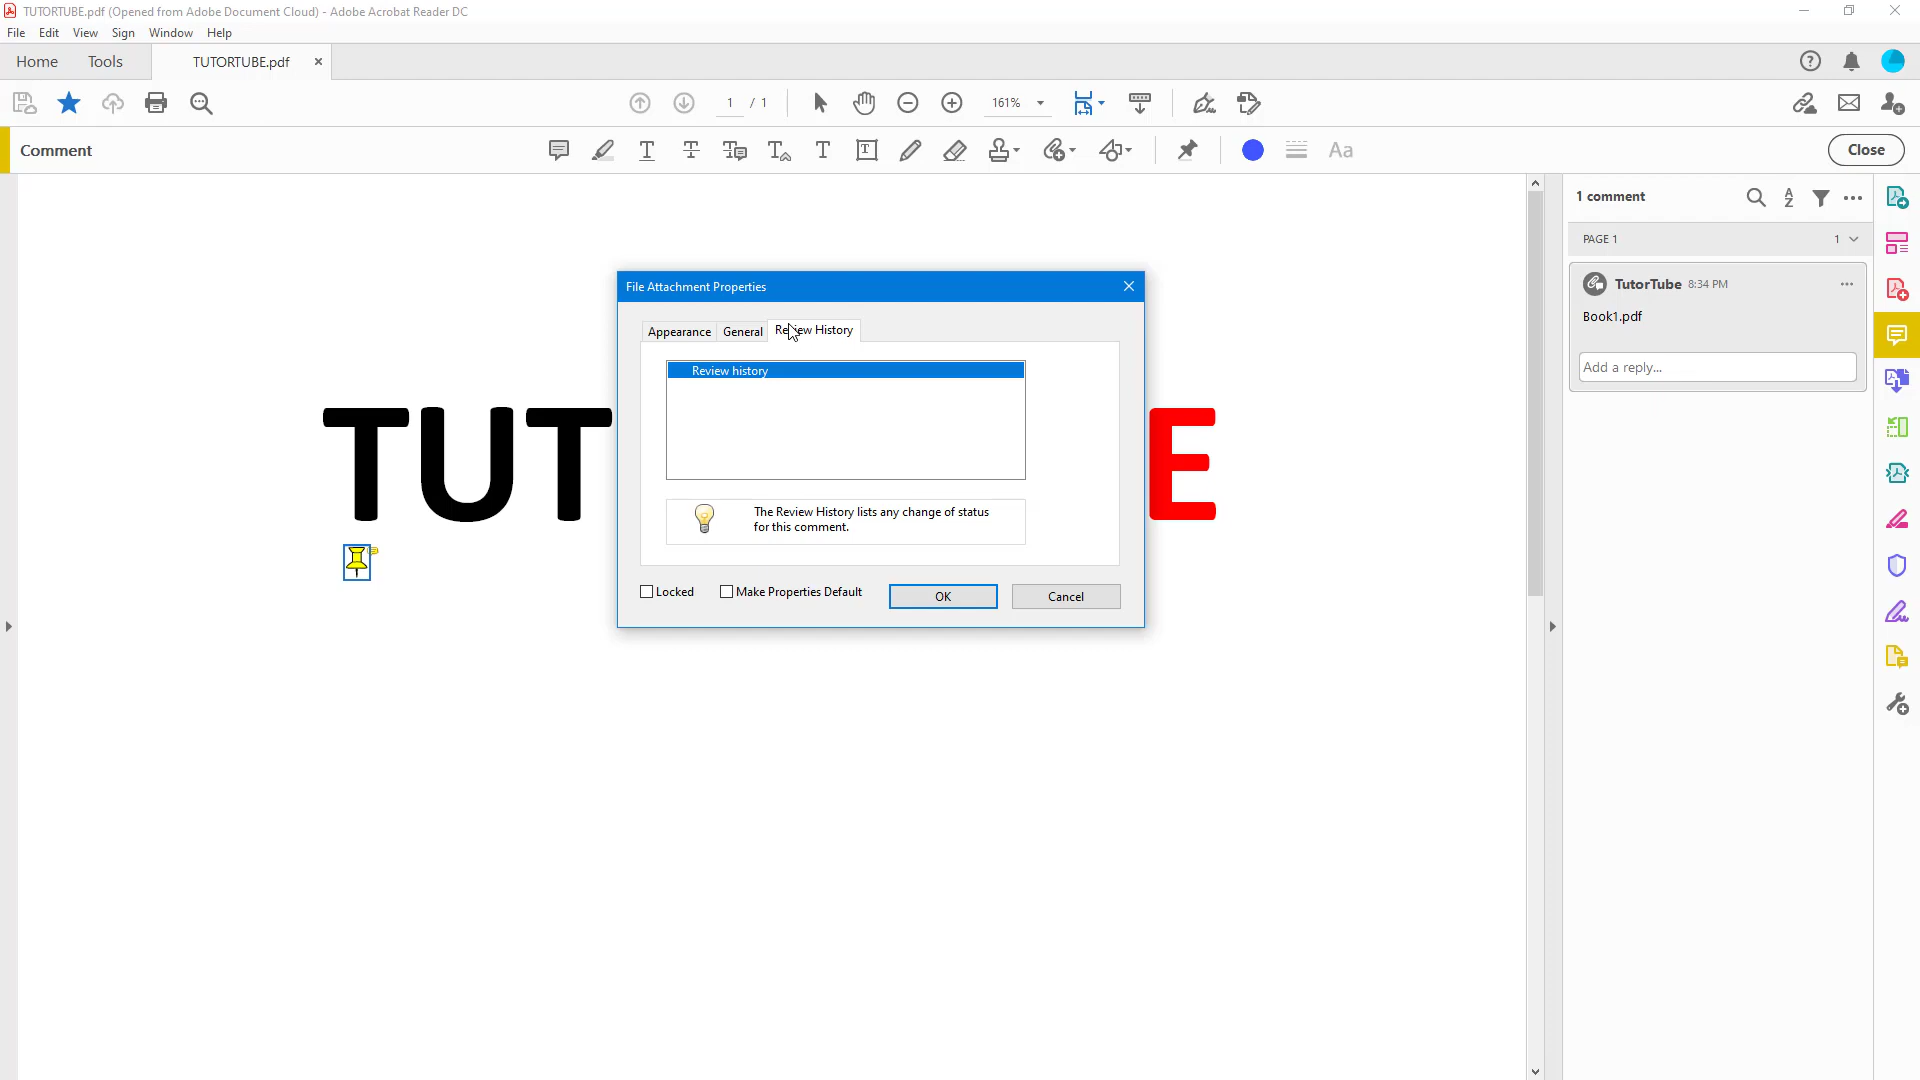 TUTORTUBE.pdf (Opened from Adobe Document Cloud) - Adobe Acrobat Reader DC
File Edit View Sign Window Help
Home Tools TUTORTUBE.pdf
1 / 1 161%
Comment
Aa
Close
1 comment
PAGE 1 1
TutorTube 8:34 PM
Book1.pdf
Add a reply...
TUT
E
File Attachment Properties
Appearance General Review History
Review history
The Review History lists any change of status
for this comment.
Locked Make Properties Default OK Cancel